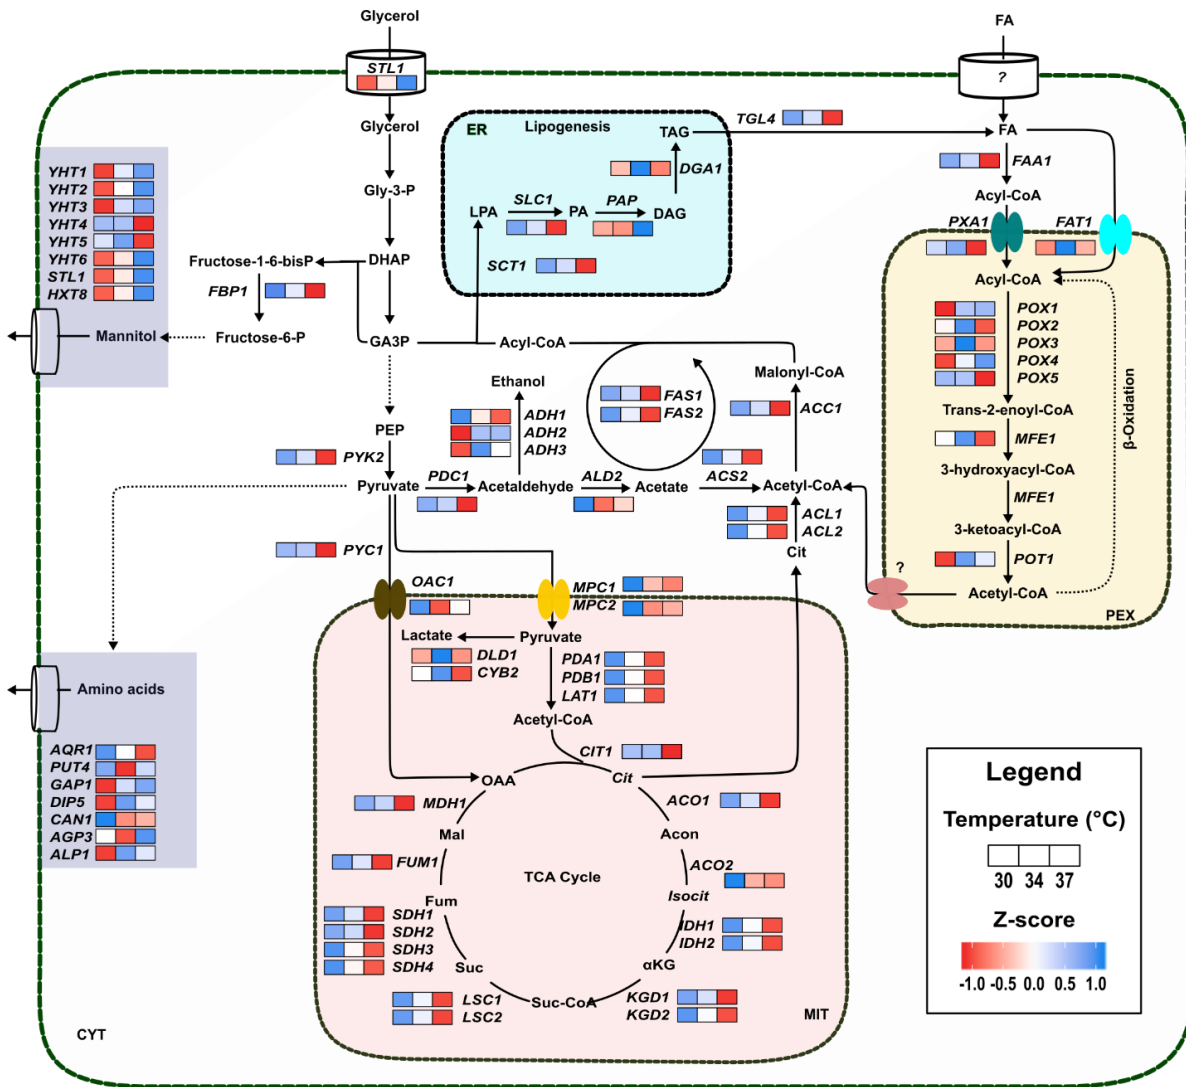 Glycerol
FA
STL1
?
Glycerol
Gly-3-P
DHAP
GA3P
PEP
Pyruvate
YHT1
YHT2
YHT3
YHT4
YHT5
YHT6
STL1
HXT8
Mannitol
Fructose-1-6-bisP
FBP1
Fructose-6-P
ER
Lipogenesis
TAG
DGA1
LPA
SLC1
PA
PAP
DAG
SCT1
TGL4
FA
FAA1
Acyl-CoA
PXA1
FAT1
Acyl-CoA
POX1
POX2
POX3
POX4
POX5
Trans-2-enoyl-CoA
MFE1
3-hydroxyacyl-CoA
MFE1
3-ketoacyl-CoA
POT1
Acetyl-CoA
β-Oxidation
PEX
?
Acyl-CoA
Malonyl-CoA
FAS1
FAS2
ACC1
Ethanol
ADH1
ADH2
ADH3
PYK2
PDC1
Acetaldehyde
ALD2
Acetate
ACS2
Acetyl-CoA
ACL1
ACL2
Cit
PYC1
OAC1
MPC1
MPC2
Lactate
Pyruvate
DLD1
CYB2
PDA1
PDB1
LAT1
Acetyl-CoA
CIT1
OAA
Cit
MDH1
ACO1
Mal
Acon
FUM1
ACO2
TCA Cycle
Fum
Isocit
SDH1
SDH2
SDH3
SDH4
IDH1
IDH2
Suc
αKG
LSC1
LSC2
Suc-CoA
KGD1
KGD2
MIT
Amino acids
AQR1
PUT4
GAP1
DIP5
CAN1
AGP3
ALP1
CYT
Legend
Temperature (°C)
30 34 37
Z-score
-1.0 -0.5 0.0 0.5 1.0